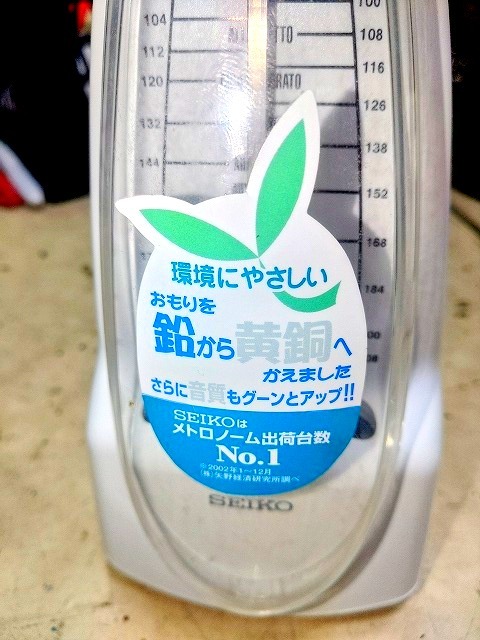 100
104
108
112
116
120
126
132
138
144
152
168
184
環境にやさしい
おもりを
鉛から黄銅へ
かえました
さらに音質もグーンとアップ!!
SEIKOは
メトロノーム出荷台数
No.1
※2002年1~12月
(株)矢野経済研究所調べ
SEIKO